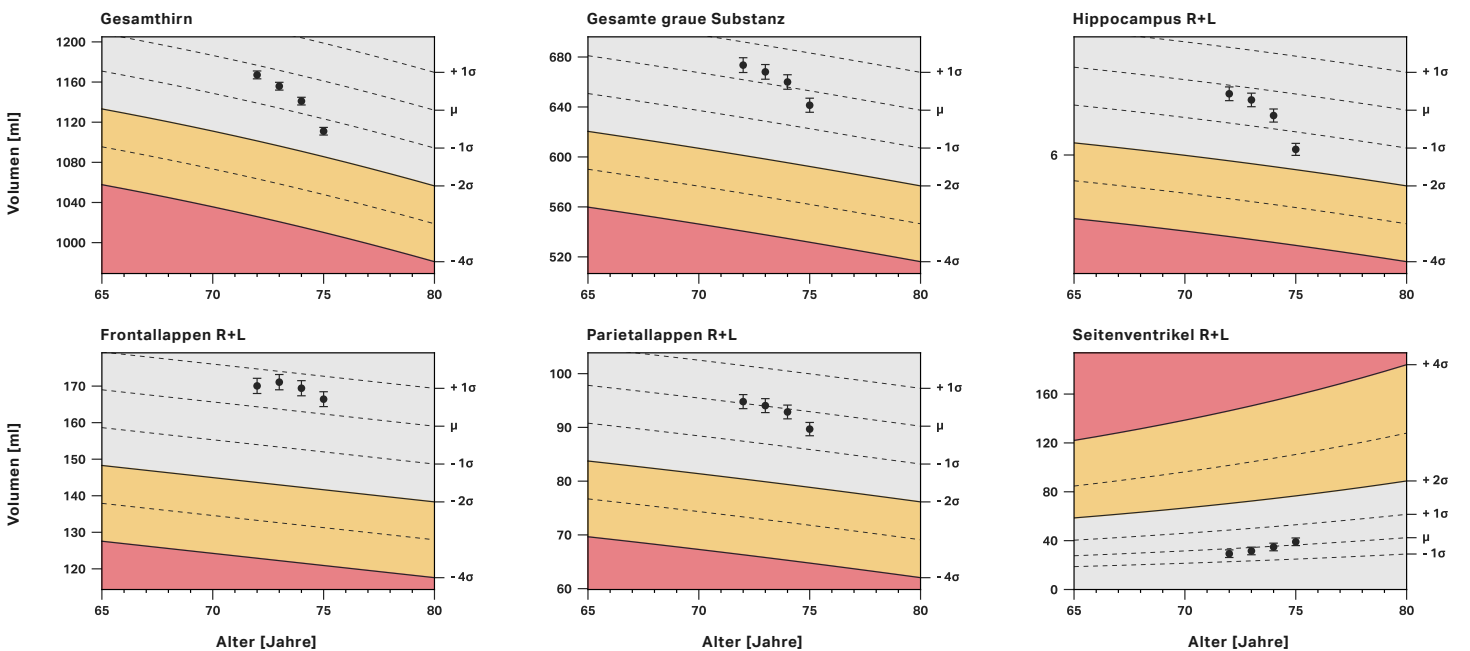 Gesamthirn
Gesamte graue Substanz
Hippocampus R+L
Volumen [ml]
1200
1160
1120
1080
1040
1000
65
70
75
80
+ 1σ
μ
- 1σ
- 2σ
- 4σ
680
640
600
560
520
65
70
75
80
+ 1σ
μ
- 1σ
- 2σ
- 4σ
6
65
70
75
80
+ 1σ
μ
- 1σ
- 2σ
- 4σ
Frontallappen R+L
Parietallappen R+L
Seitenventrikel R+L
Volumen [ml]
170
160
150
140
130
120
65
70
75
80
+ 1σ
μ
- 1σ
- 2σ
- 4σ
Alter [Jahre]
100
90
80
70
60
65
70
75
80
+ 1σ
μ
- 1σ
- 2σ
- 4σ
Alter [Jahre]
160
120
80
40
0
65
70
75
80
+ 4σ
+ 2σ
+ 1σ
μ
- 1σ
Alter [Jahre]